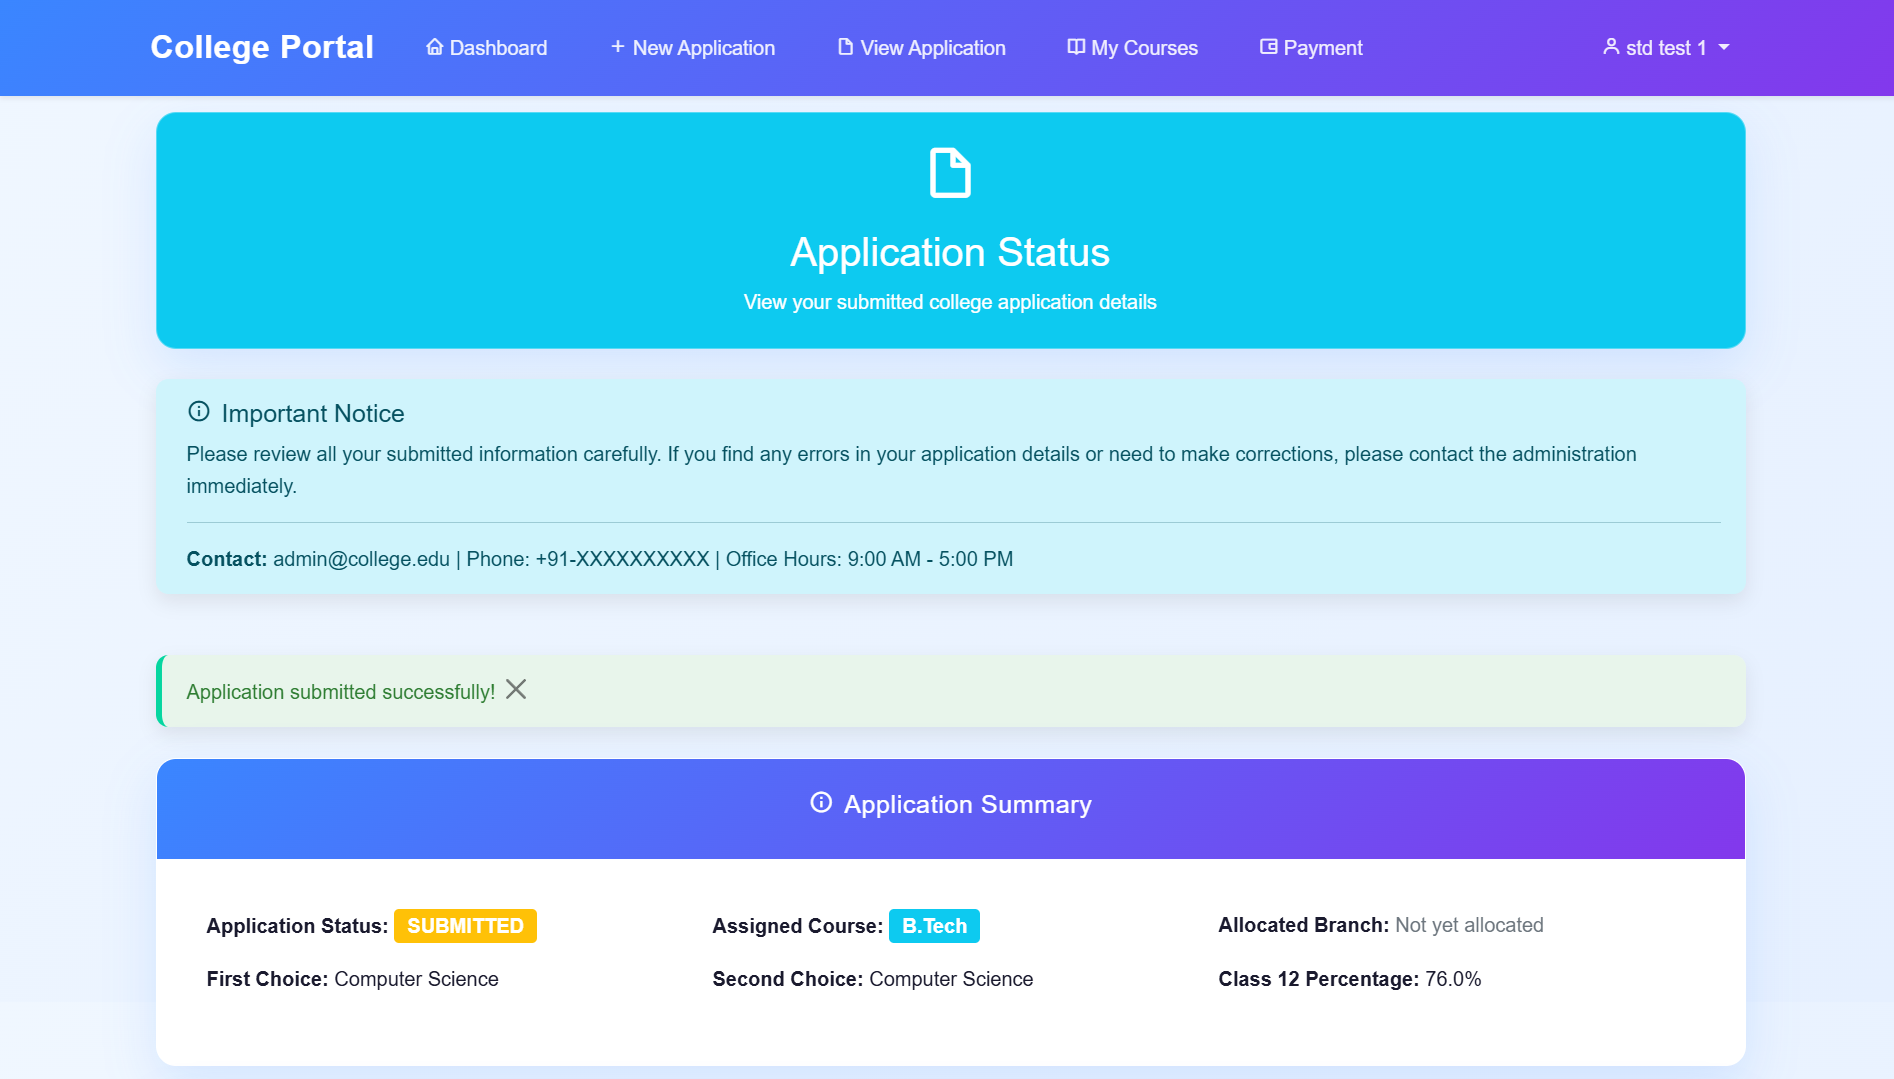 College Portal Dashboard New Application View Application My Courses Payment std test 1
Application Status
View your submitted college application details
Important Notice
Please review all your submitted information carefully. If you find any errors in your application details or need to make corrections, please contact the administration
immediately.
Contact: admin@college.edu | Phone: +91-XXXXXXXXXX | Office Hours: 9:00 AM - 5:00 PM
Application submitted successfully!
Application Summary
Application Status: SUBMITTED Assigned Course: B.Tech Allocated Branch: Not yet allocated
First Choice: Computer Science Second Choice: Computer Science Class 12 Percentage: 76.0%